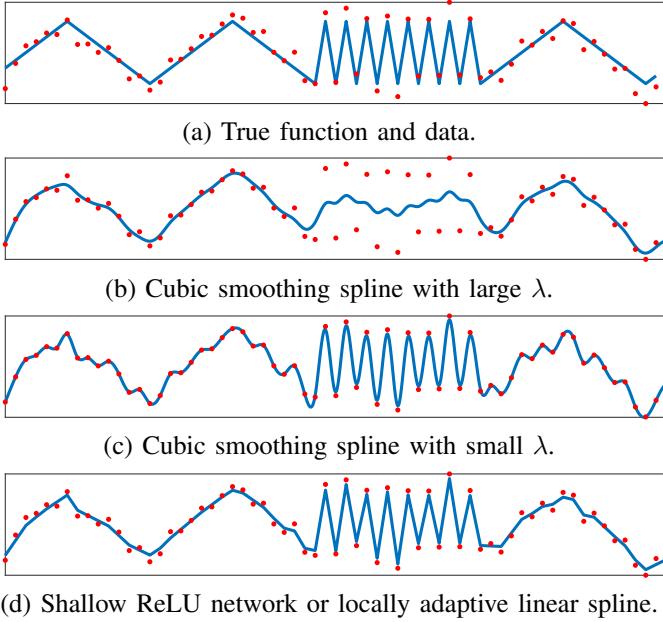 (a) True function and data.
(b) Cubic smoothing spline with large λ.
(c) Cubic smoothing spline with small λ.
(d) Shallow ReLU network or locally adaptive linear spline.